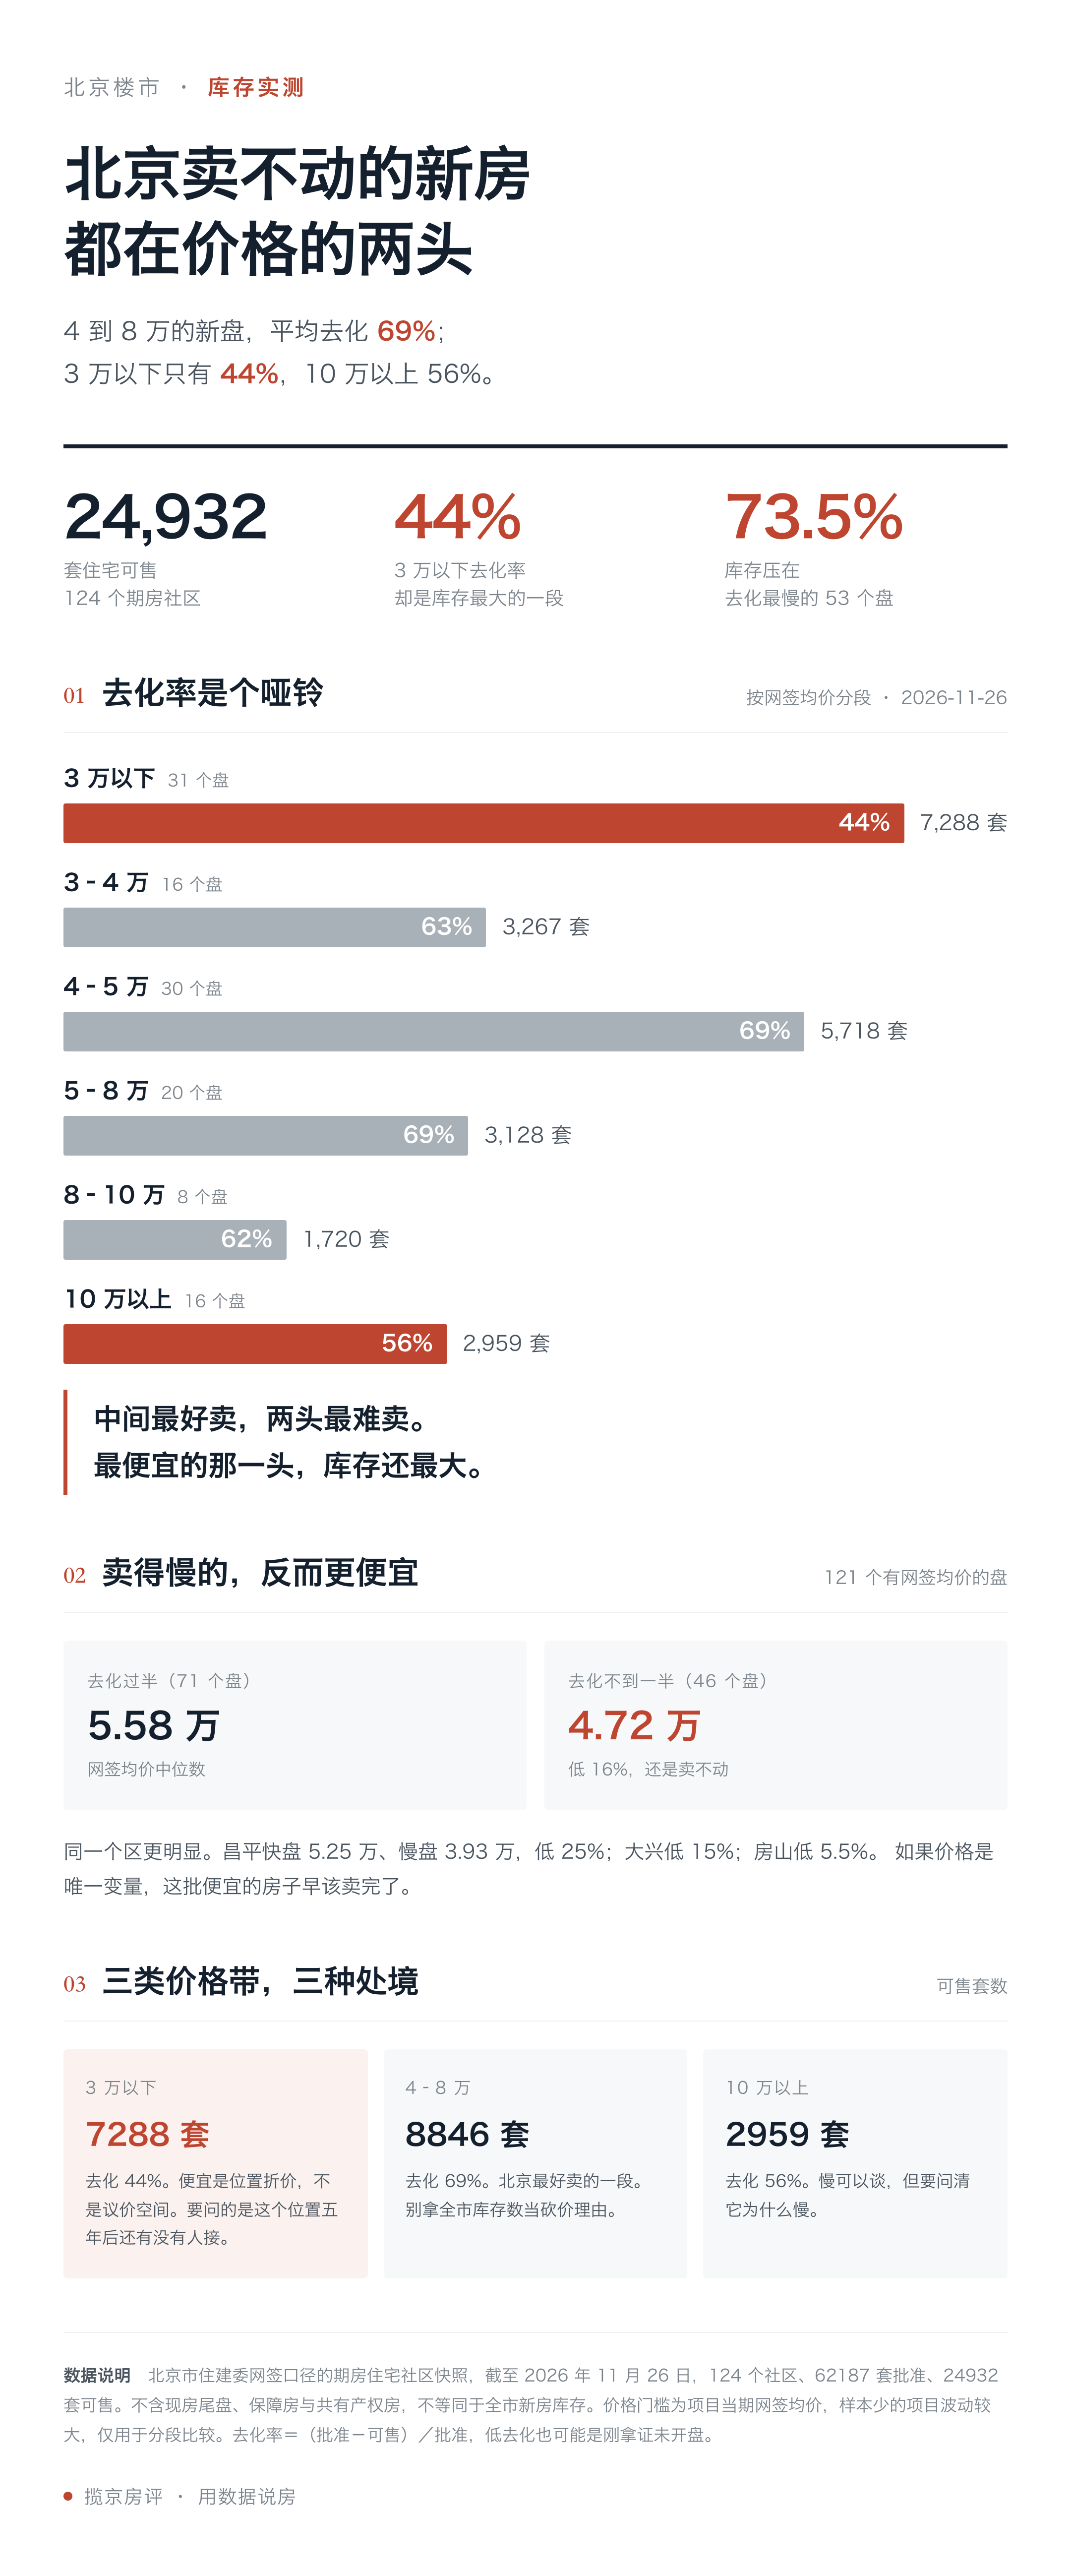 北京楼市 · 库存实测
北京卖不动的新房
都在价格的两头
4 到 8 万的新盘，平均去化 69%；
3 万以下只有 44%，10 万以上 56%。
24,932
套住宅可售
124 个期房社区
44%
3 万以下去化率
却是库存最大的一段
73.5%
库存压在
去化最慢的 53 个盘
01 去化率是个哑铃
按网签均价分段 · 2026-11-26
3 万以下 31 个盘
44% 7,288 套
3 - 4 万 16 个盘
63% 3,267 套
4 - 5 万 30 个盘
69% 5,718 套
5 - 8 万 20 个盘
69% 3,128 套
8 - 10 万 8 个盘
62% 1,720 套
10 万以上 16 个盘
56% 2,959 套
中间最好卖，两头最难卖。
最便宜的那一头，库存还最大。
02 卖得慢的，反而更便宜
121 个有网签均价的盘
去化过半（71 个盘）
5.58 万
网签均价中位数
去化不到一半（46 个盘）
4.72 万
低 16%，还是卖不动
同一个区更明显。昌平快盘 5.25 万、慢盘 3.93 万，低 25%；大兴低 15%；房山低 5.5%。 如果价格是
唯一变量，这批便宜的房子早该卖完了。
03 三类价格带，三种处境
可售套数
3 万以下
7288 套
去化 44%。便宜是位置折价，不
是议价空间。要问的是这个位置五
年后还有没有人接。
4 - 8 万
8846 套
去化 69%。北京最好卖的一段。
别拿全市库存数当砍价理由。
10 万以上
2959 套
去化 56%。慢可以谈，但要问清
它为什么慢。
数据说明 北京市住建委网签口径的期房住宅社区快照，截至 2026 年 11 月 26 日，124 个社区、62187 套批准、24932
套可售。不含现房尾盘、保障房与共有产权房，不等同于全市新房库存。价格门槛为项目当期网签均价，样本少的项目波动较
大，仅用于分段比较。去化率＝（批准－可售）／批准，低去化也可能是刚拿证未开盘。
揽京房评 · 用数据说房